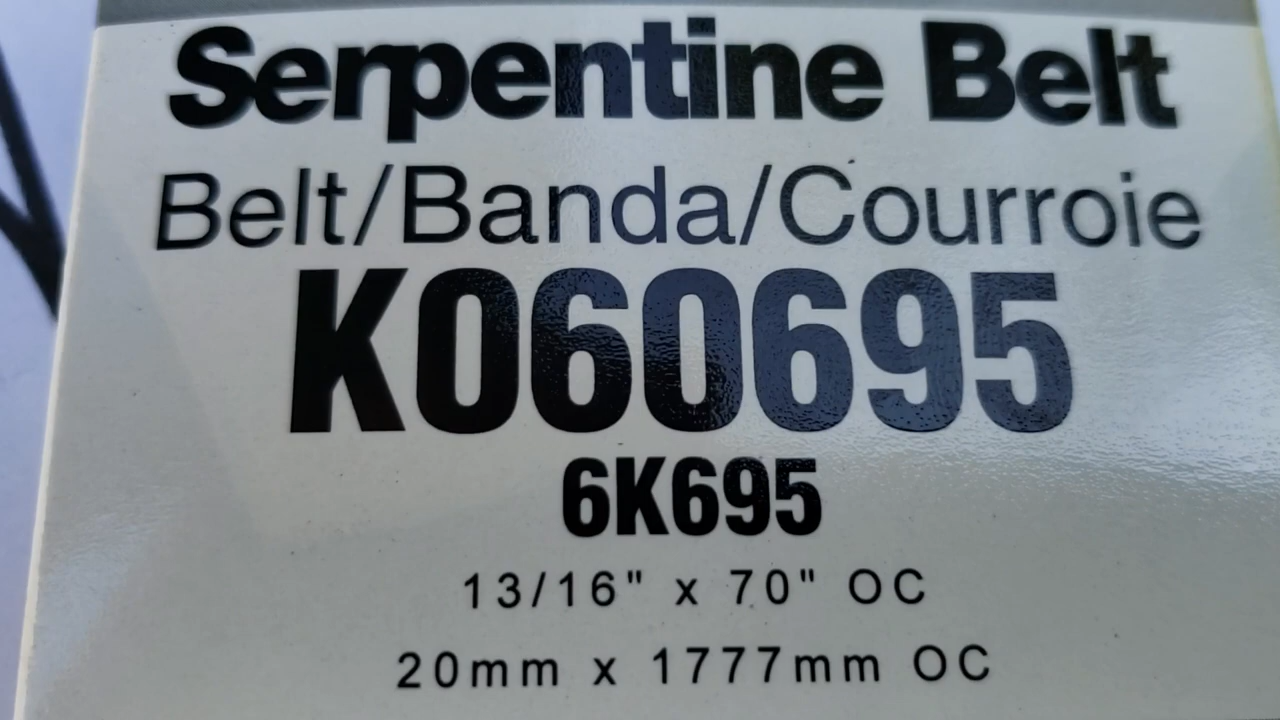 Serpentine Belt
Belt/Banda/Courroie
K060695
6K695
13/16" x 70" OC
20mm x 1777mm OC